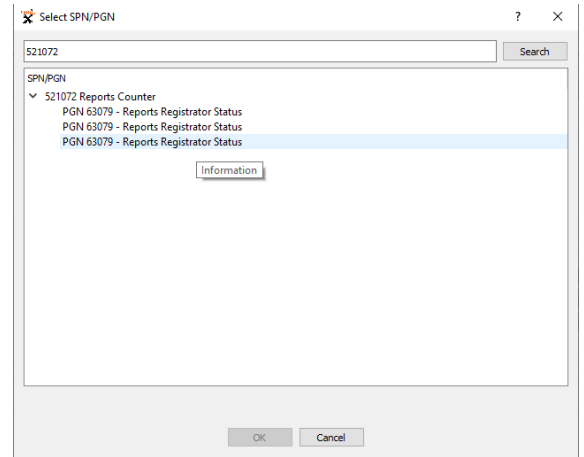 Select SPN/PGN
?
521072
Search
SPN/PGN
521072 Reports Counter
PGN 63079 - Reports Registrator Status
PGN 63079 - Reports Registrator Status
PGN 63079 - Reports Registrator Status
Information
OK
Cancel